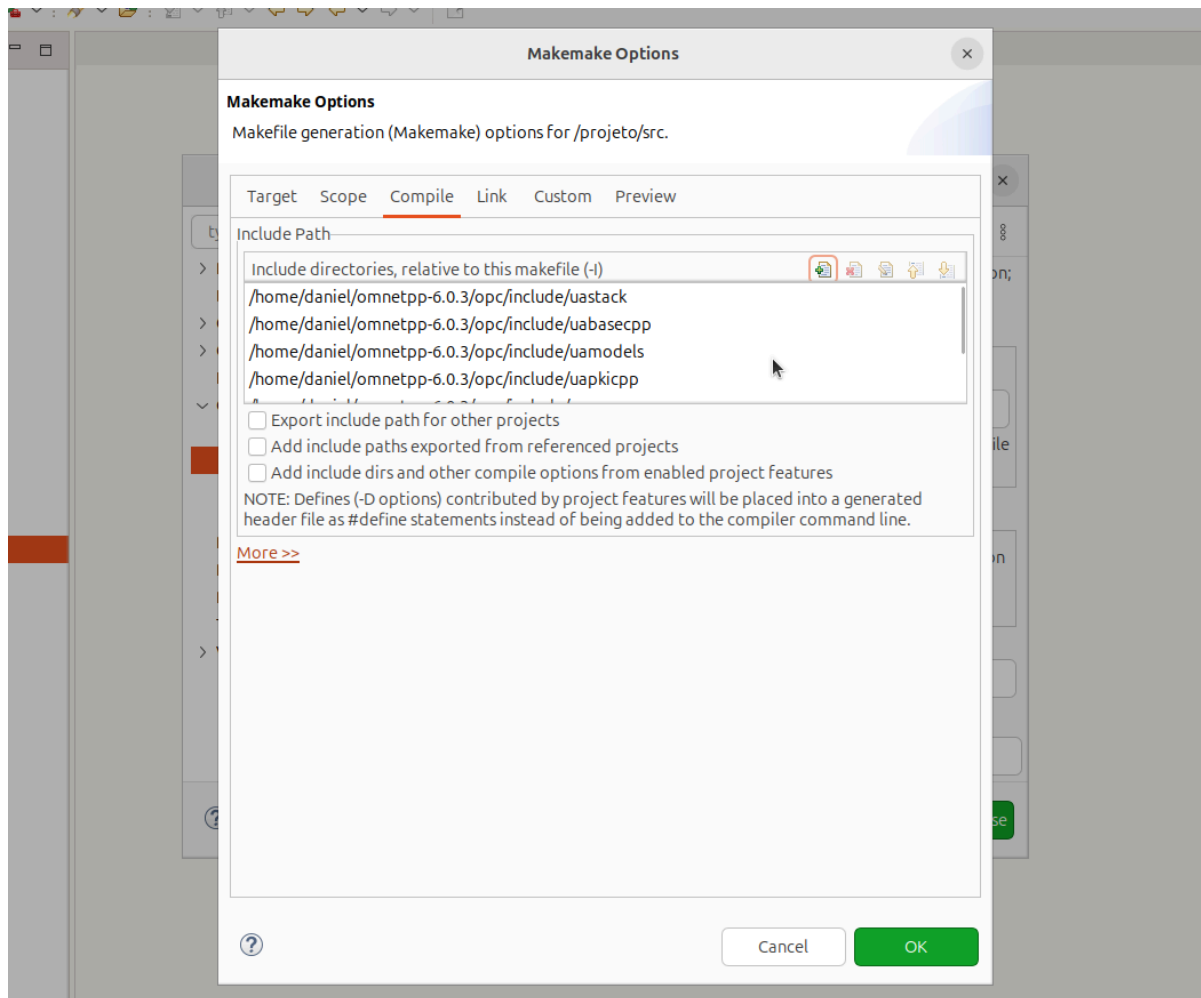 Makemake Options
Makemake Options
Makefile generation (Makemake) options for /projeto/src.
Target Scope Compile Link Custom Preview
Include Path
Include directories, relative to this makefile (-I)
/home/daniel/omnetpp-6.0.3/opc/include/uastack
/home/daniel/omnetpp-6.0.3/opc/include/uabasecpp
/home/daniel/omnetpp-6.0.3/opc/include/uamodels
/home/daniel/omnetpp-6.0.3/opc/include/uapkicpp
Export include path for other projects
Add include paths exported from referenced projects
Add include dirs and other compile options from enabled project features
NOTE: Defines (-D options) contributed by project features will be placed into a generated
header file as #define statements instead of being added to the compiler command line.
More >>
Cancel OK